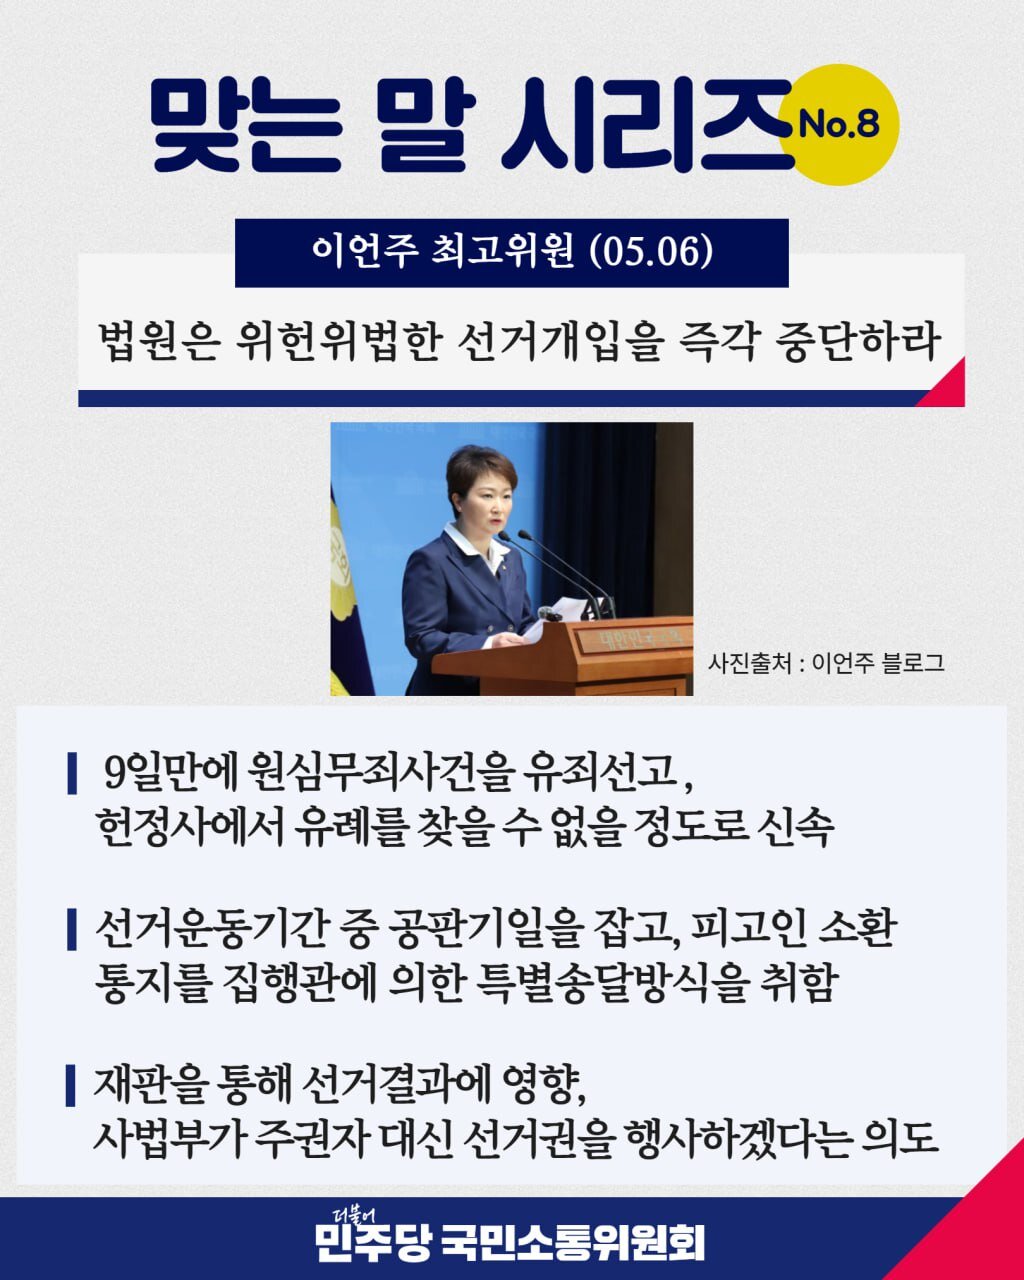 맞는 말 시리즈 No.8
이언주 최고위원 (05.06)
법원은 위헌위법한 선거개입을 즉각 중단하라
대한민국국회
사진출처 : 이언주 블로그
9일만에 원심무죄사건을 유죄선고,
헌정사에서 유례를 찾을 수 없을 정도로 신속
선거운동기간 중 공판기일을 잡고, 피고인 소환
통지를 집행관에 의한 특별송달방식을 취함
재판을 통해 선거결과에 영향,
사법부가 주권자 대신 선거권을 행사하겠다는 의도
더불어
민주당 국민소통위원회